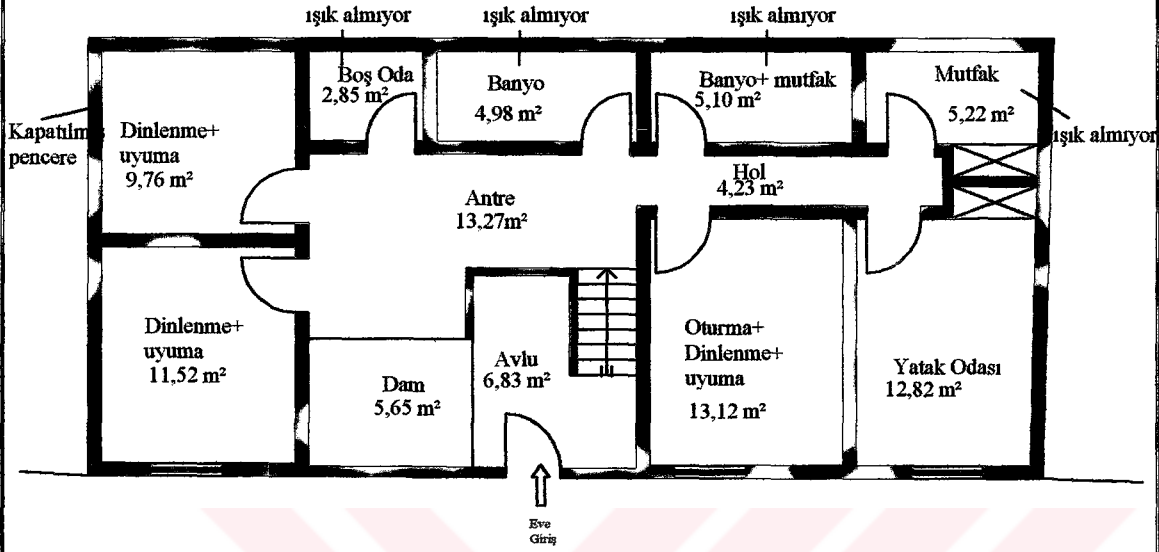 ışık almıyor
ışık almıyor
ışık almıyor
Boş Oda
2,85 m²
Banyo
4,98 m²
Banyo+ mutfak
5,10 m²
Mutfak
5,22 m²
ışık almıyor
Kapatılm
pencere
Dinlenme+
uyuma
9,76 m²
Antre
13,27m²
Hol
4,23 m²
Dinlenme+
uyuma
11,52 m²
Dam
5,65 m²
Avlu
6,83 m²
Oturma+
Dinlenme+
uyuma
13,12 m²
Yatak Odası
12,82 m²
Eve
Giriş